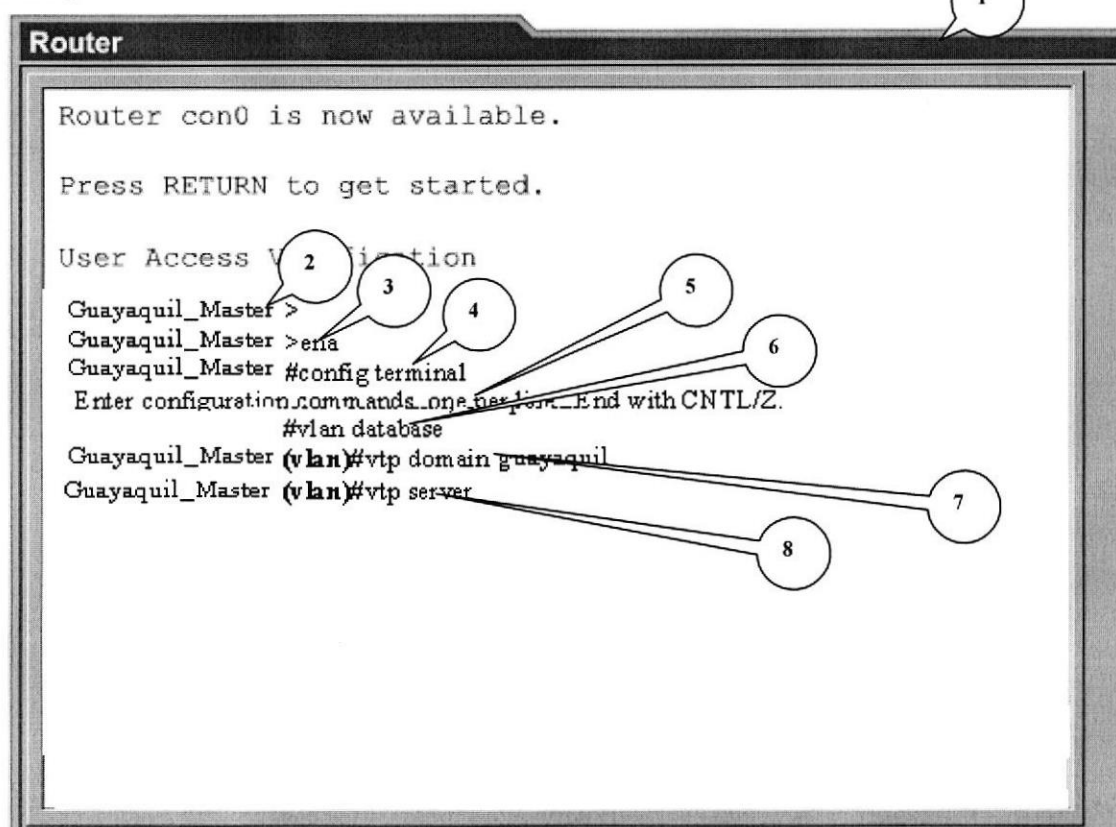 1
Router
Router con0 is now available.
Press RETURN to get started.
User Access
2
3
4
5
6
7
8
Guayaquil_Master >
Guayaquil_Master >ena
Guayaquil_Master #config terminal
Enter configuration commands, one per line. End with CNTL/Z.
#vlan database
Guayaquil_Master (vlan)#vtp domain guayaquil
Guayaquil_Master (vlan)#vtp server